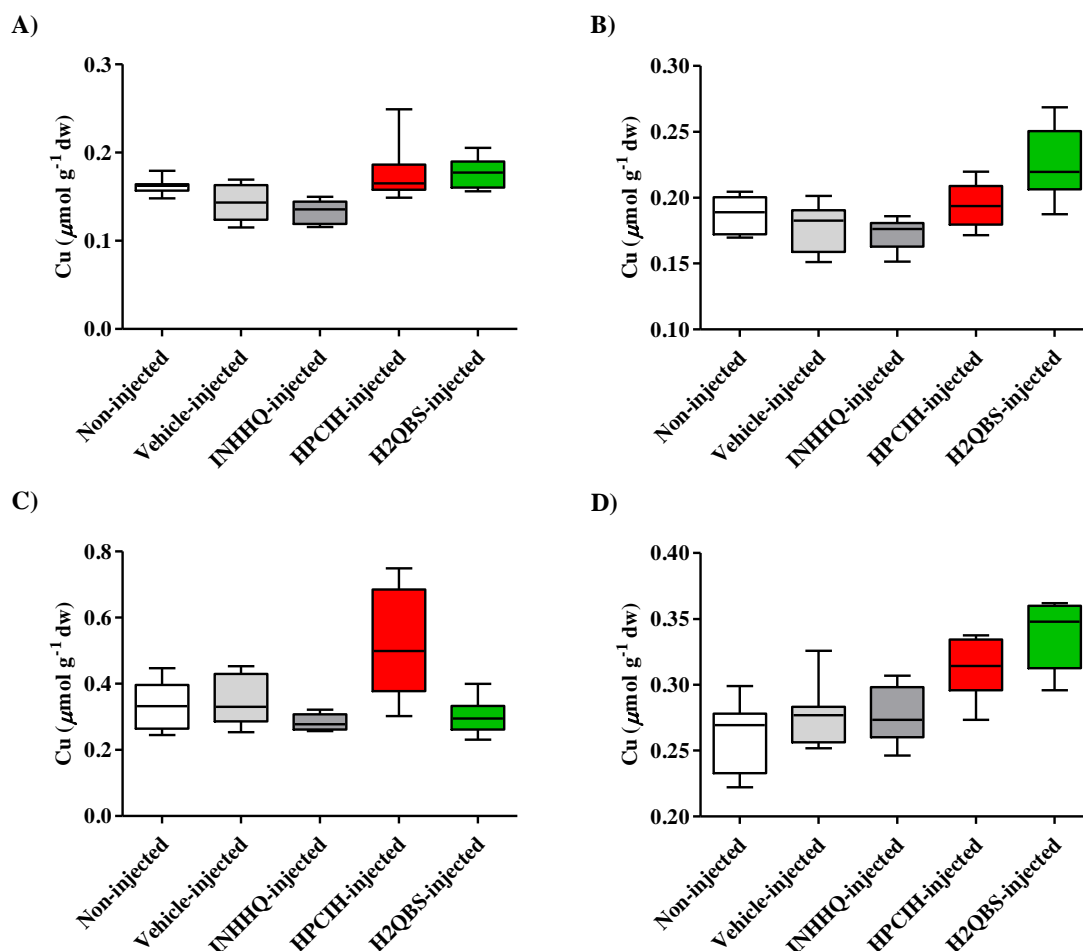 A)
Cu (μmol g⁻¹ dw)
0.3
0.2
0.1
0.0
Non-injected
Vehicle-injected
INHHQ-injected
HPCIH-injected
H2QBS-injected
B)
Cu (μmol g⁻¹ dw)
0.30
0.25
0.20
0.15
0.10
Non-injected
Vehicle-injected
INHHQ-injected
HPCIH-injected
H2QBS-injected
C)
Cu (μmol g⁻¹ dw)
0.8
0.6
0.4
0.2
0.0
Non-injected
Vehicle-injected
INHHQ-injected
HPCIH-injected
H2QBS-injected
D)
Cu (μmol g⁻¹ dw)
0.40
0.35
0.30
0.25
0.20
Non-injected
Vehicle-injected
INHHQ-injected
HPCIH-injected
H2QBS-injected